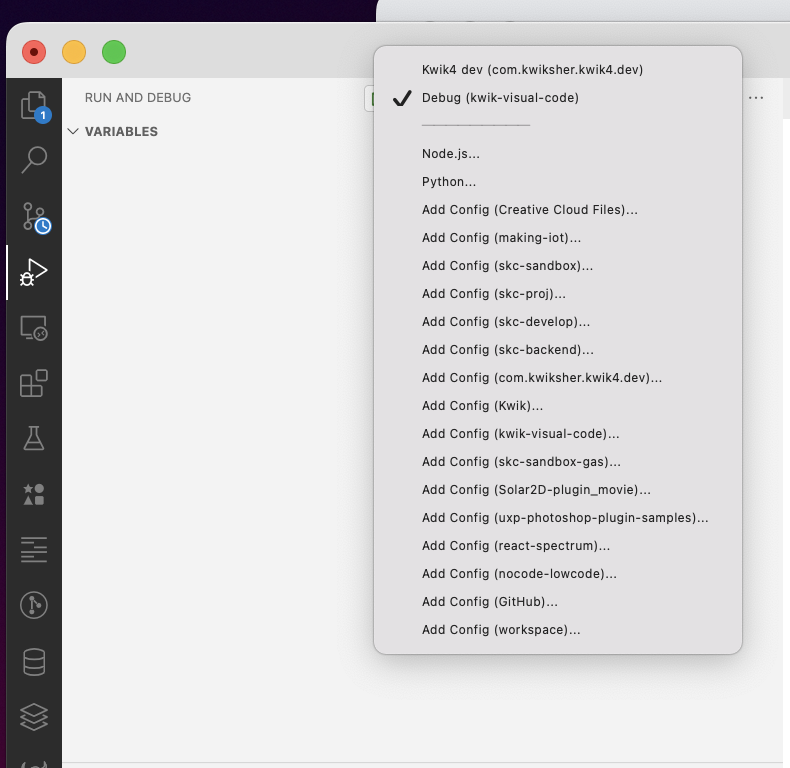 Kwik4 dev (com.kwiksher.kwik4.dev)
RUN AND DEBUG
Debug (kwik-visual-code)
1
VARIABLES
Node.js...
Python...
Add Config (Creative Cloud Files)...
Add Config (making-iot)...
Add Config (skc-sandbox)...
Add Config (skc-proj)...
Add Config (skc-develop)...
Add Config (skc-backend)...
Add Config (com.kwiksher.kwik4.dev)...
Add Config (Kwik)...
Add Config (kwik-visual-code)...
Add Config (skc-sandbox-gas)...
Add Config (Solar2D-plugin_movie)...
Add Config (uxp-photoshop-plugin-samples)...
Add Config (react-spectrum)...
Add Config (nocode-lowcode)...
Add Config (GitHub)...
Add Config (workspace)...